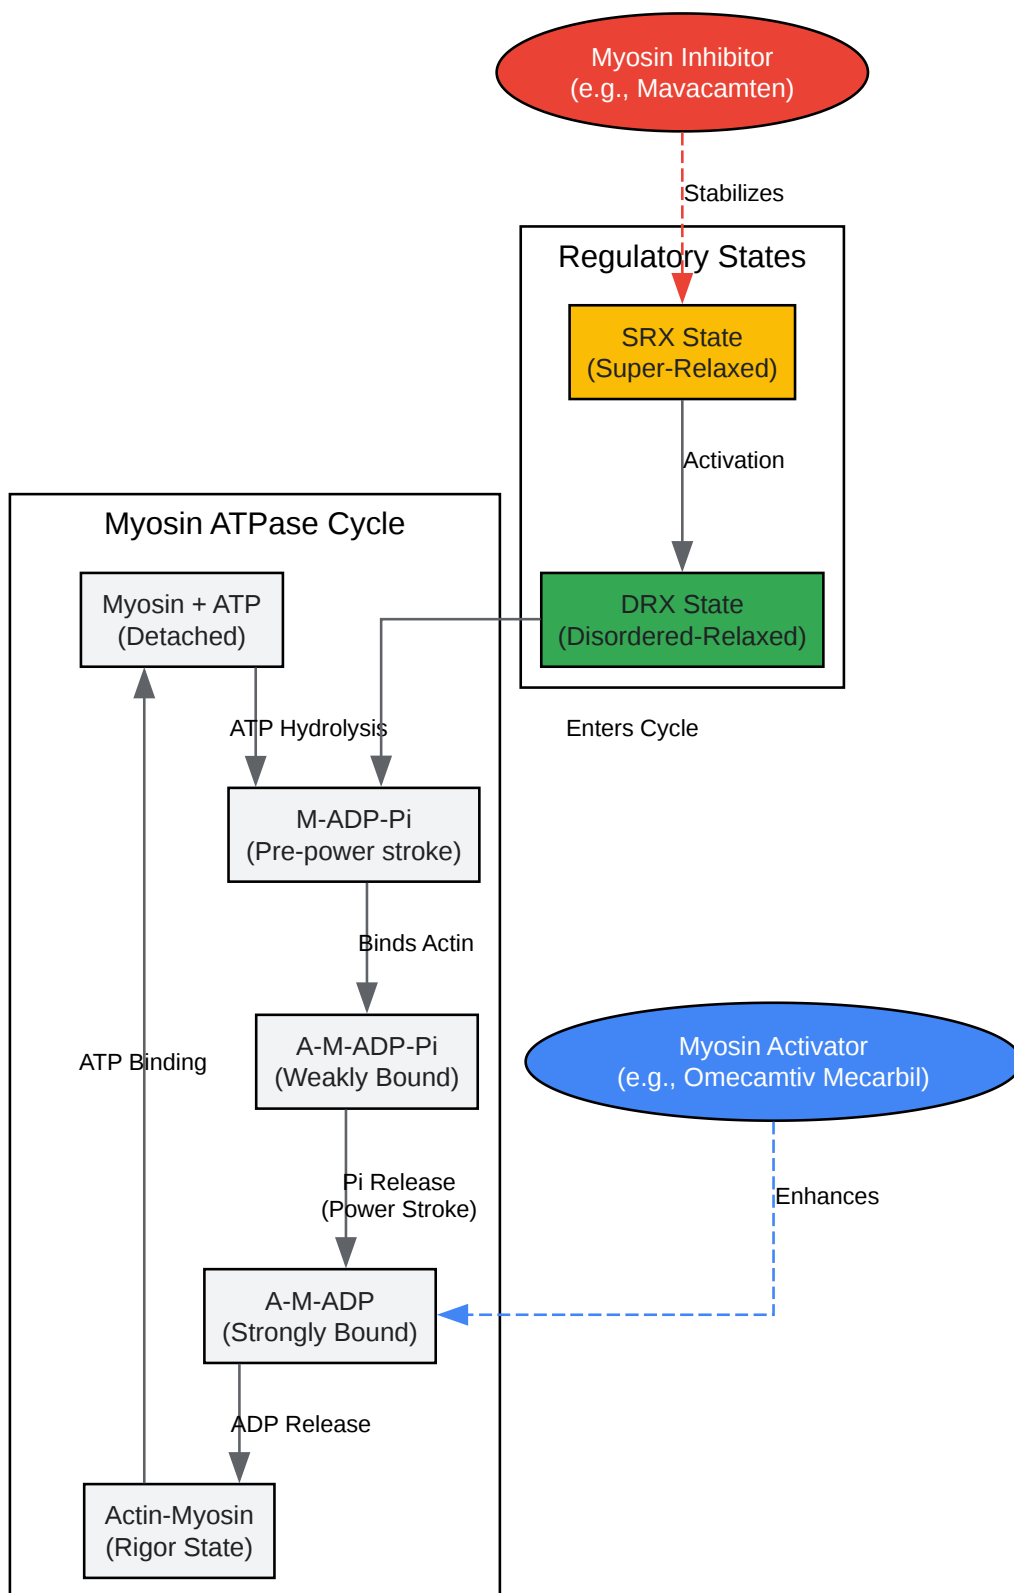 Myosin Inhibitor
(e.g., Mavacamten)
Stabilizes
Regulatory States
SRX State
(Super-Relaxed)
Activation
Myosin ATPase Cycle
Myosin + ATP
(Detached)
DRX State
(Disordered-Relaxed)
ATP Hydrolysis
Enters Cycle
M-ADP-Pi
(Pre-power stroke)
Binds Actin
A-M-ADP-Pi
(Weakly Bound)
Myosin Activator
(e.g., Omecamtiv Mecarbil)
ATP Binding
Pi Release
(Power Stroke)
Enhances
A-M-ADP
(Strongly Bound)
ADP Release
Actin-Myosin
(Rigor State)